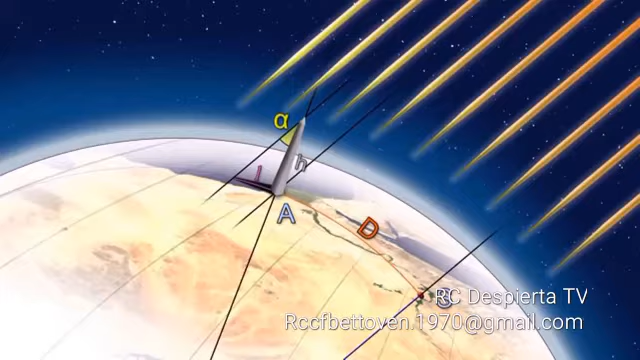 α
h
l
A
D
S
RC Despierta TV
Rccfbettoven.1970@gmail.com